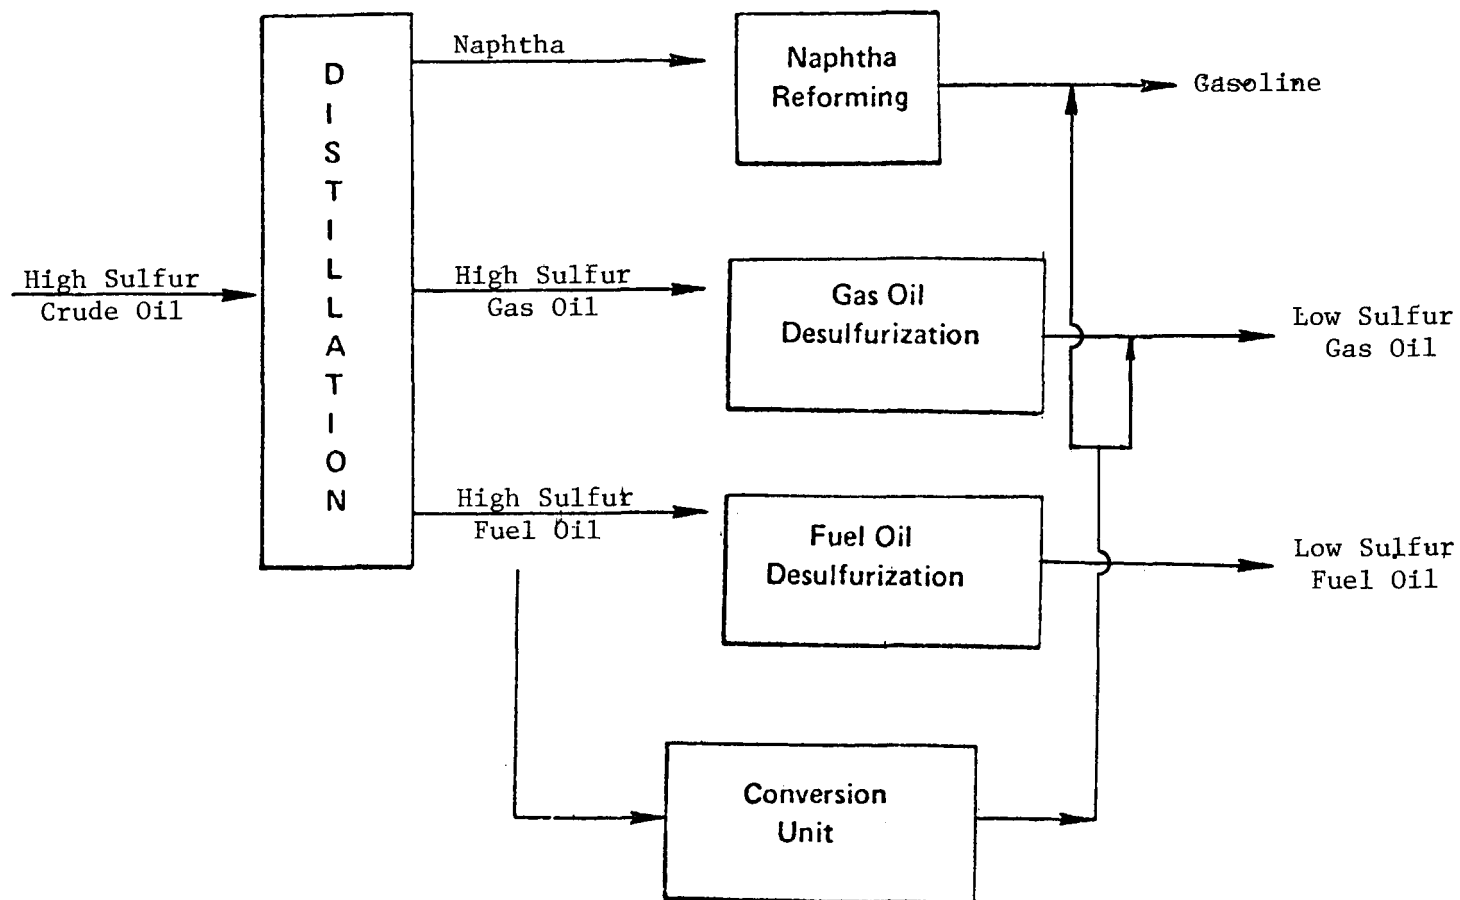 Naphtha
Naphtha
Reforming
Gasoline
DISTILLATION
High Sulfur
Crude Oil
High Sulfur
Gas Oil
Gas Oil
Desulfurization
Low Sulfur
Gas Oil
High Sulfur
Fuel Oil
Fuel Oil
Desulfurization
Low Sulfur
Fuel Oil
Conversion
Unit